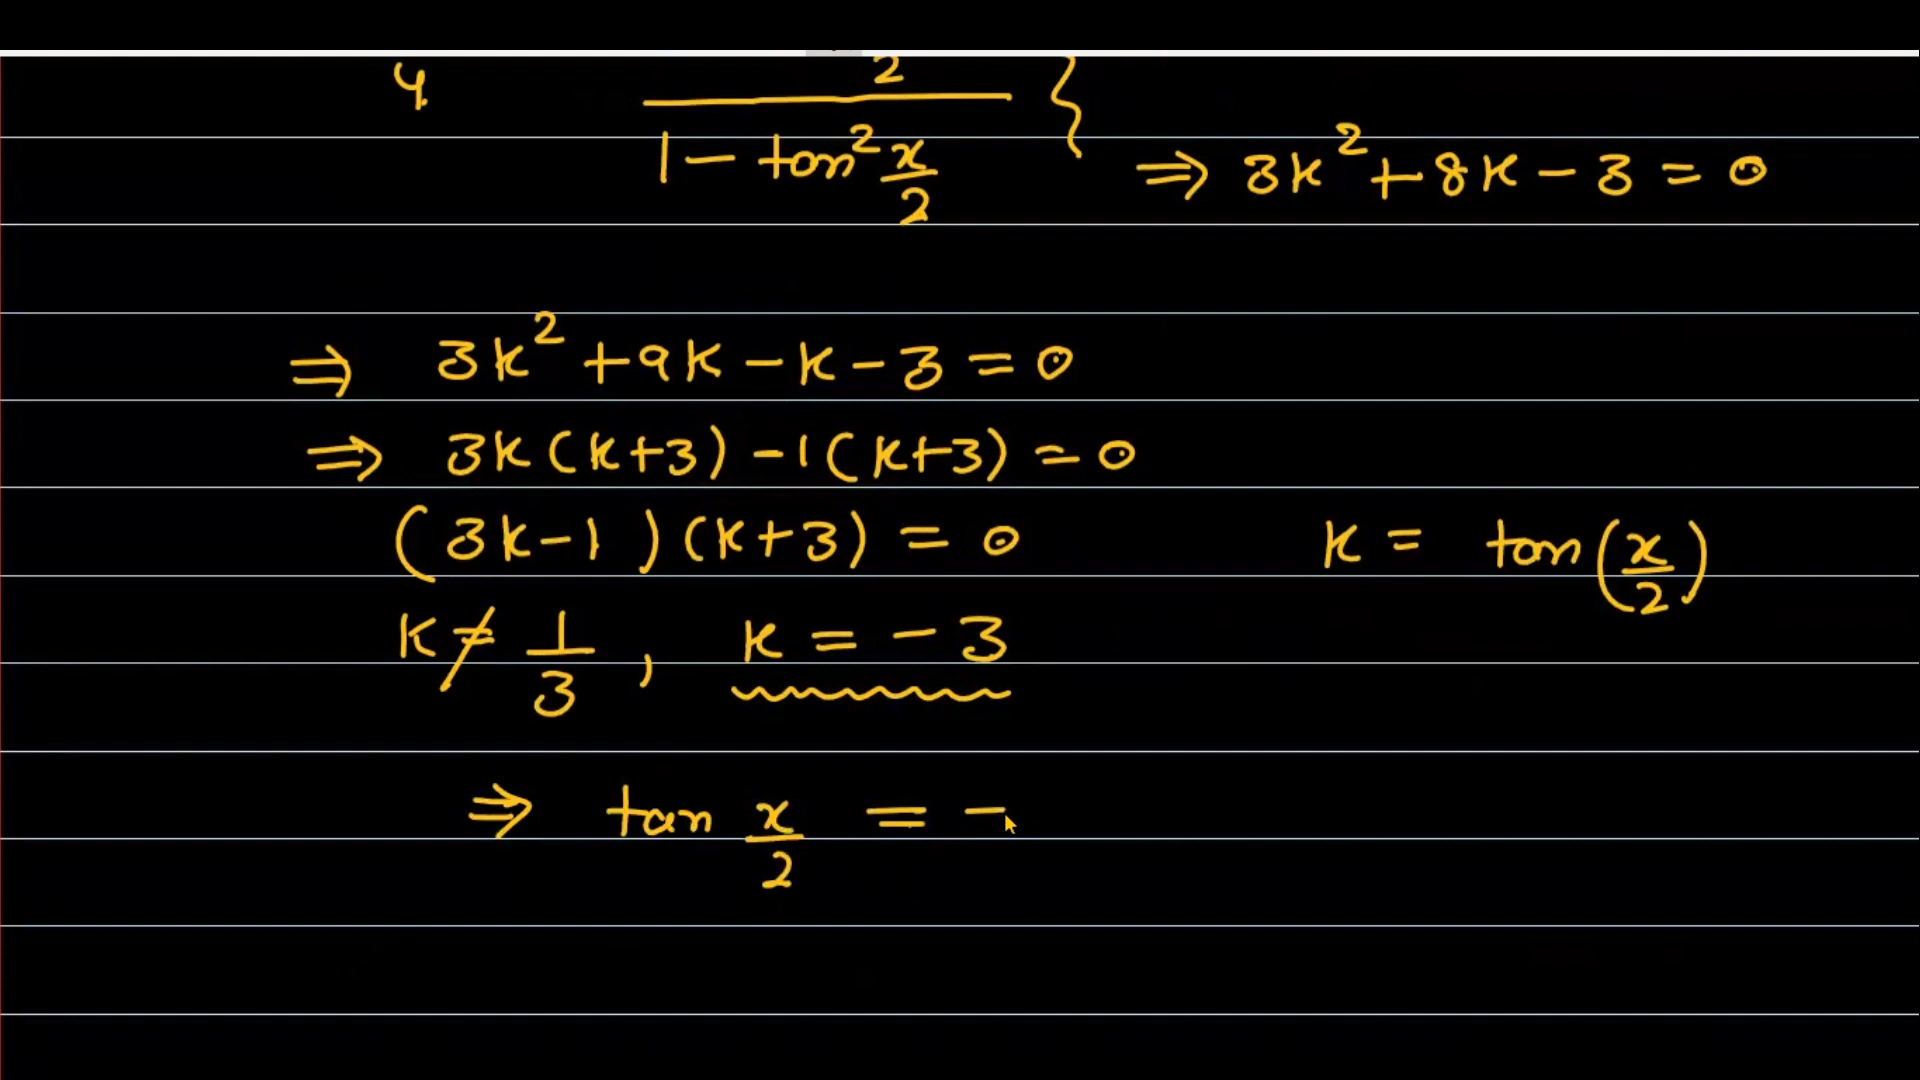 4 2
1 - tan² x/2 ⇒ 3k² + 8k - 3 = 0
⇒ 3k² + 9k - k - 3 = 0
⇒ 3k(k+3) - 1(k+3) = 0
(3k-1)(k+3) = 0 k = tan(x/2)
k ≠ 1/3, k = -3
⇒ tan x/2 = -